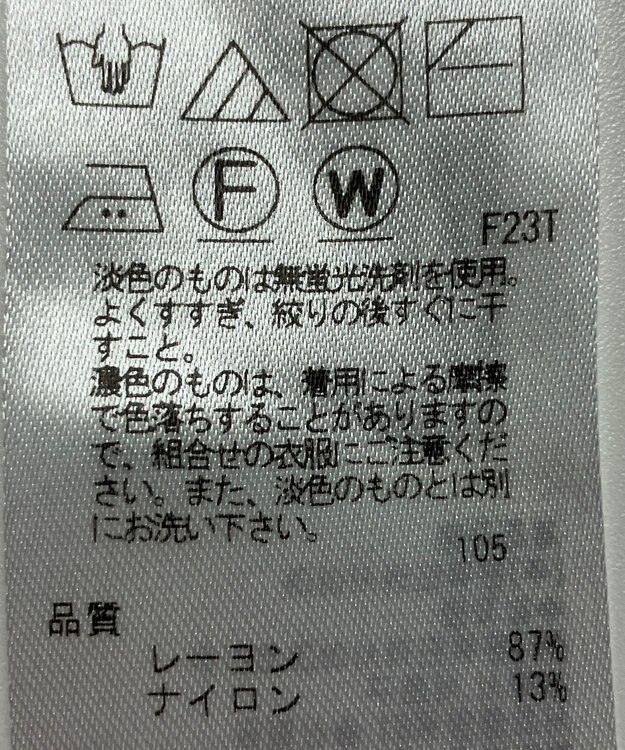 F W F23T
淡色のものは無蛍光洗剤を使用。
よくすすぎ、絞りの後すぐに干
すこと。
濃色のものは、着用による摩擦
で色落ちすることがありますの
で、組合せの衣服にご注意くだ
さい。また、淡色のものとは別
にお洗い下さい。
105
品質
レーヨン 87%
ナイロン 13%